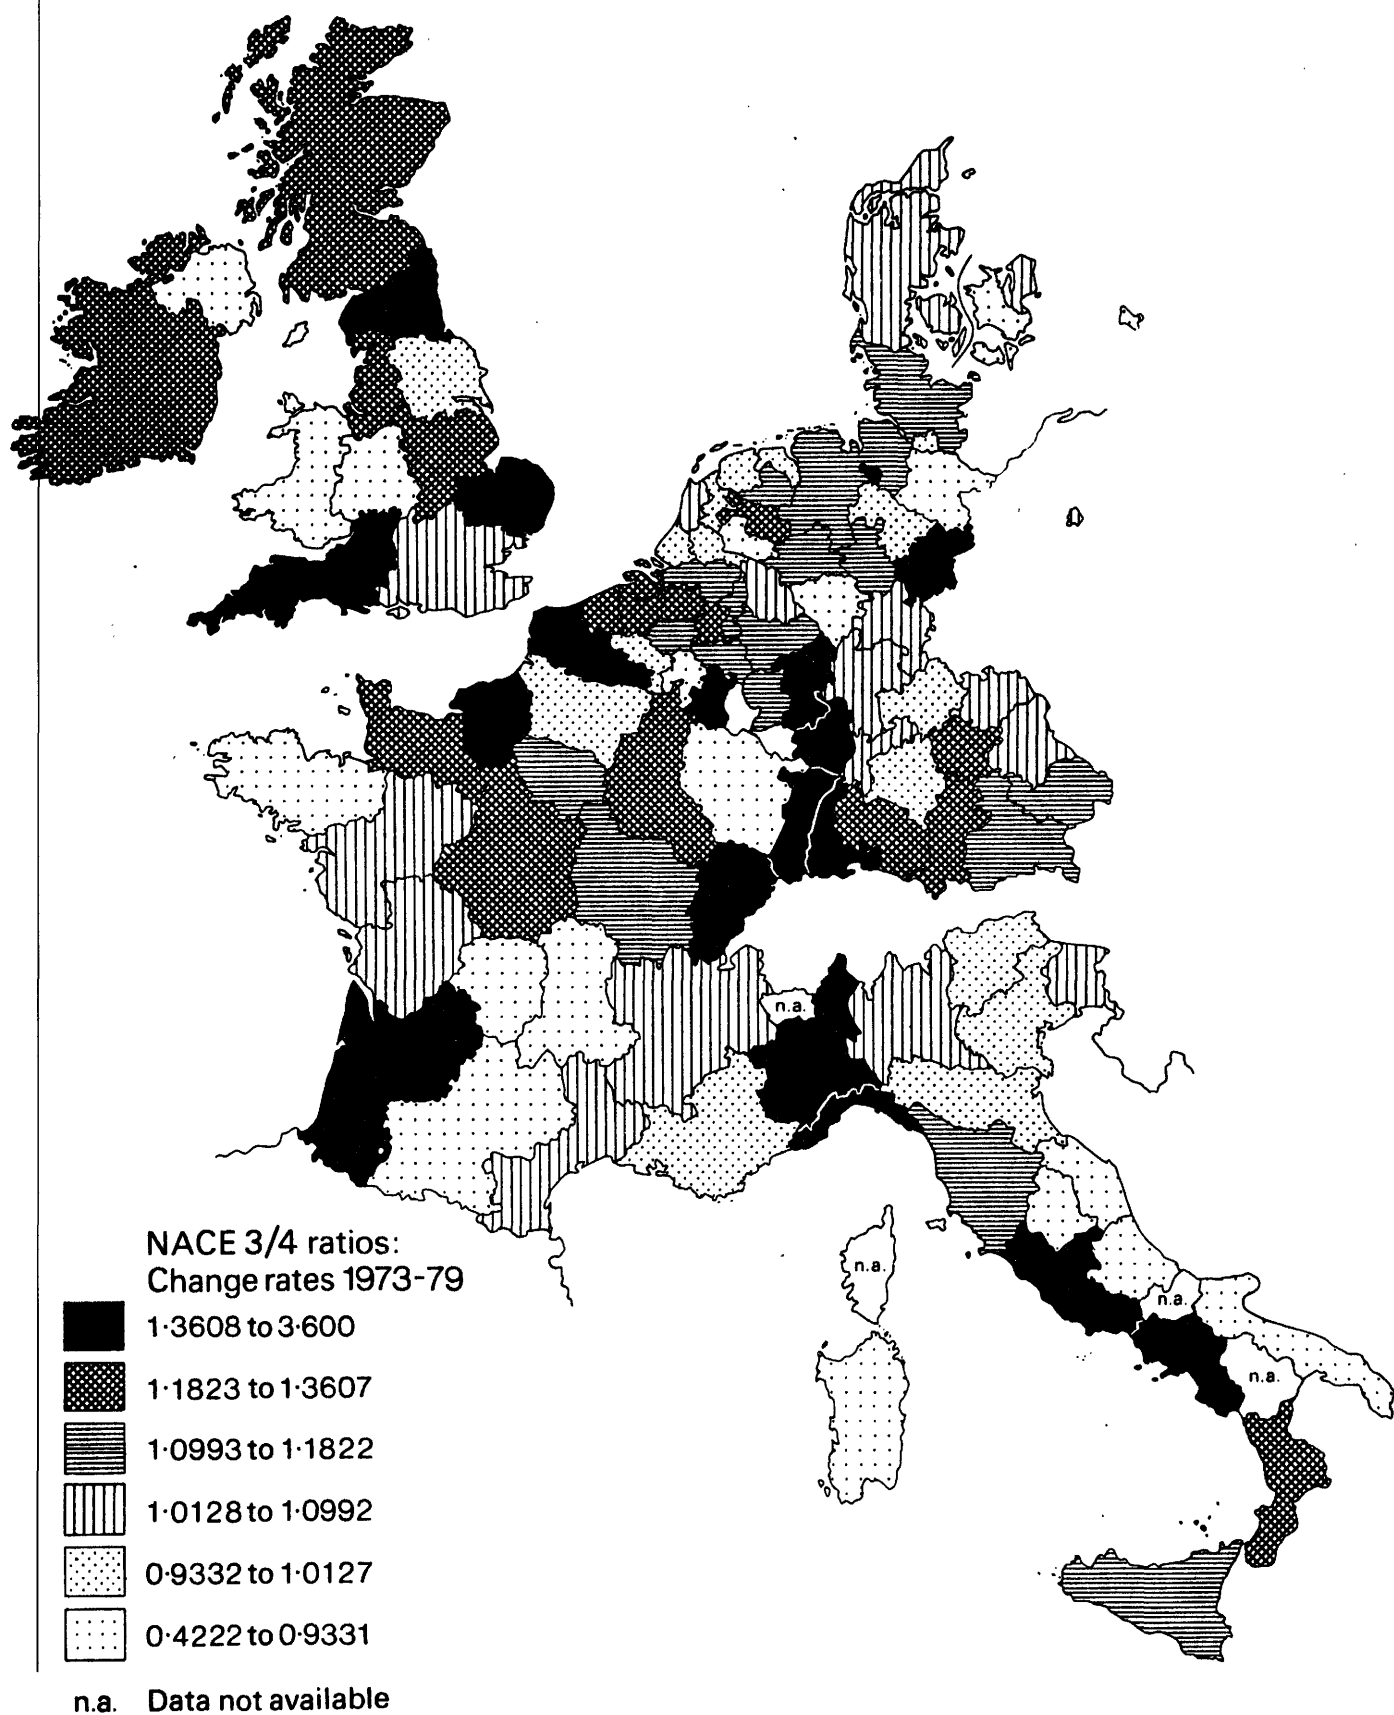 n.a.
n.a.
n.a.
n.a.
NACE 3/4 ratios:
Change rates 1973-79
1·3608 to 3·600
1·1823 to 1·3607
1·0993 to 1·1822
1·0128 to 1·0992
0·9332 to 1·0127
0·4222 to 0·9331
n.a. Data not available